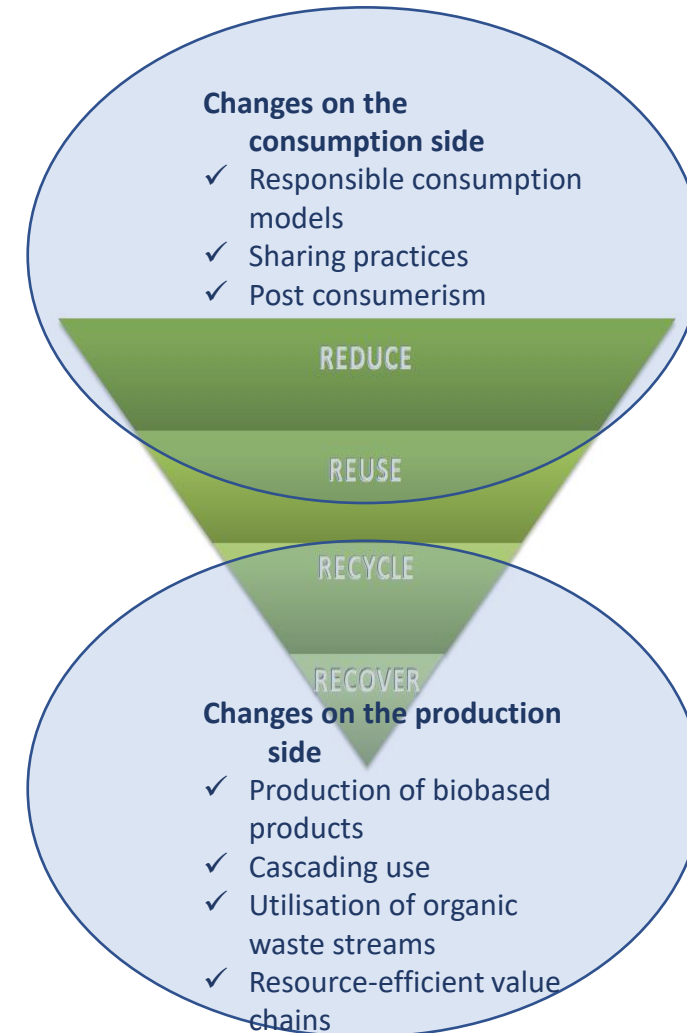 Changes on the
consumption side
✓ Responsible consumption
models
✓ Sharing practices
✓ Post consumerism
REDUCE
REUSE
RECYCLE
RECOVER
Changes on the production
side
✓ Production of biobased
products
✓ Cascading use
✓ Utilisation of organic
waste streams
✓ Resource-efficient value
chains